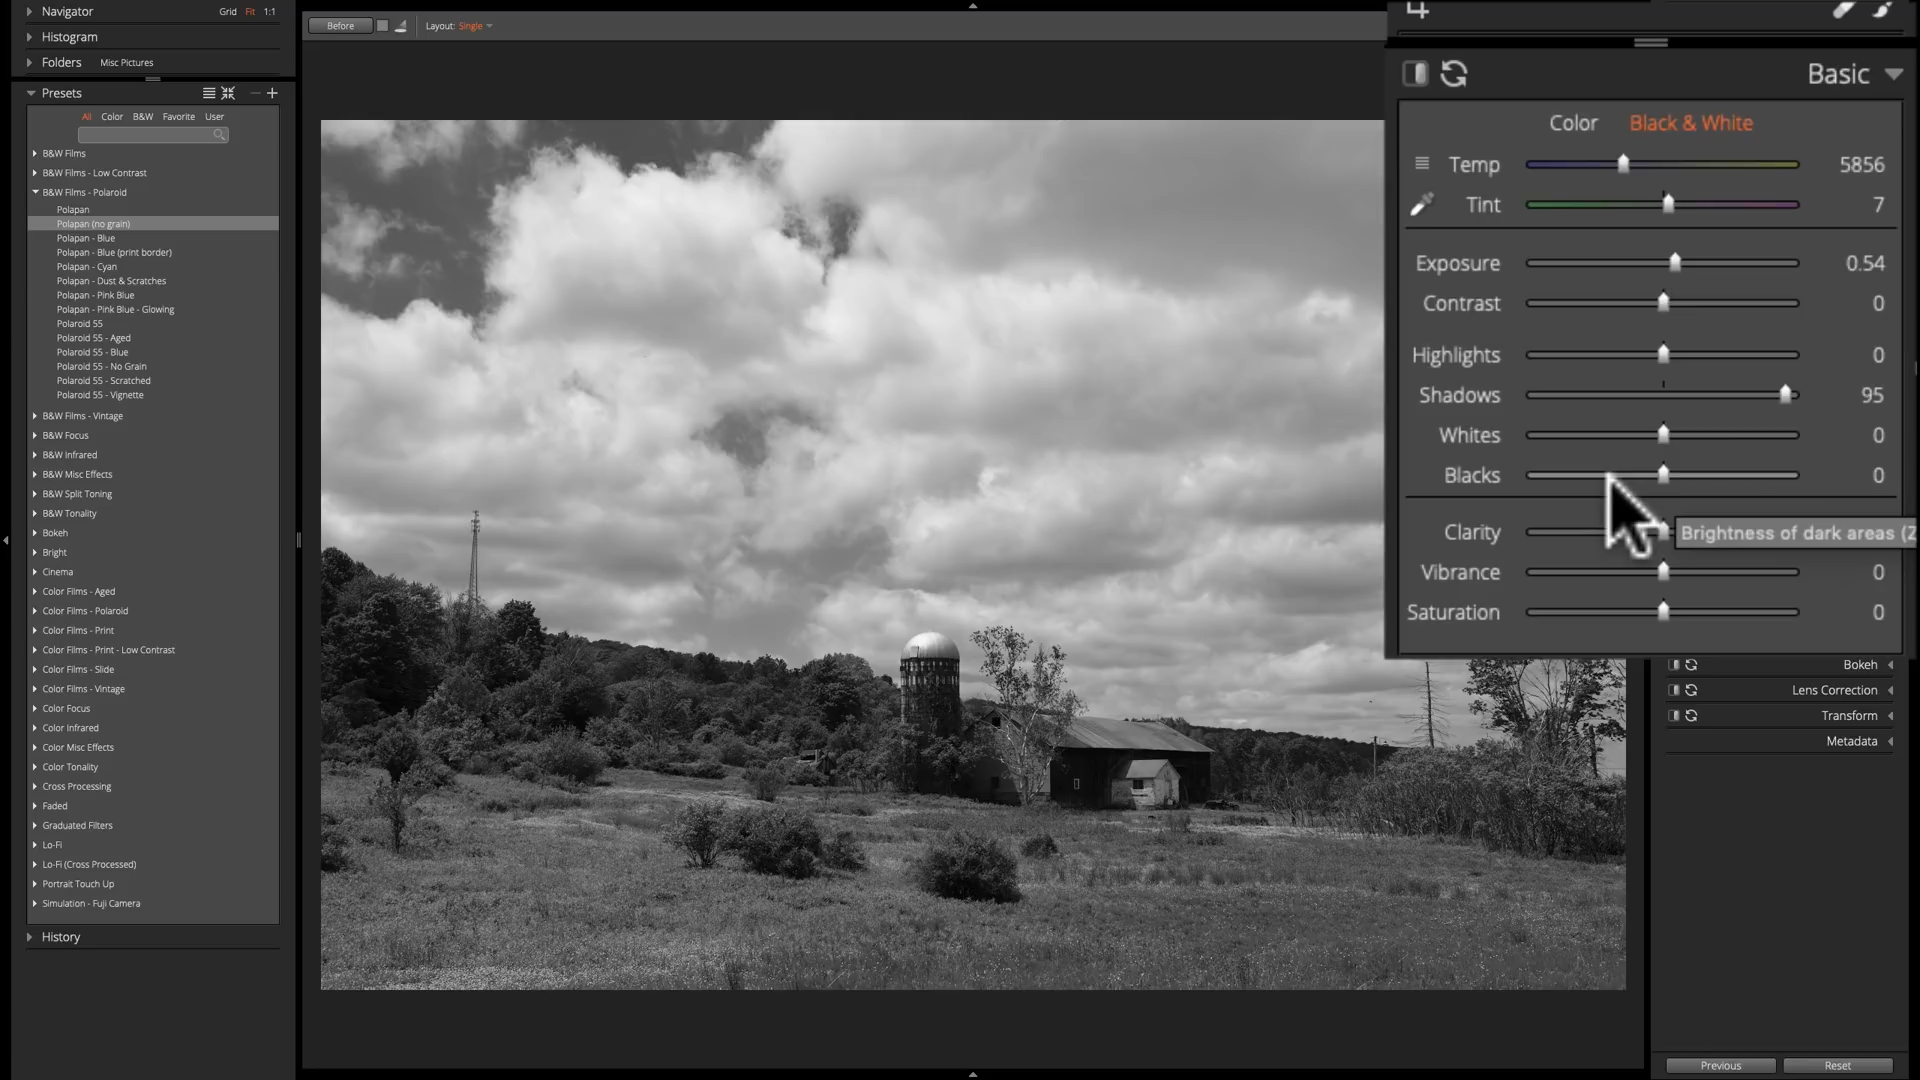 Navigator
Grid Fit 1:1
Histogram
Folders Misc Pictures
Presets
All Color B&W Favorite User
B&W Films
B&W Films - Low Contrast
B&W Films - Polaroid
Polapan
Polapan (no grain)
Polapan - Blue
Polapan - Blue (print border)
Polapan - Cyan
Polapan - Dust & Scratches
Polapan - Pink Blue
Polapan - Pink Blue - Glowing
Polaroid 55
Polaroid 55 - Aged
Polaroid 55 - Blue
Polaroid 55 - No Grain
Polaroid 55 - Scratched
Polaroid 55 - Vignette
B&W Films - Vintage
B&W Focus
B&W Infrared
B&W Misc Effects
B&W Split Toning
B&W Tonality
Bokeh
Bright
Cinema
Color Films - Aged
Color Films - Polaroid
Color Films - Print
Color Films - Print - Low Contrast
Color Films - Slide
Color Films - Vintage
Color Focus
Color Infrared
Color Misc Effects
Color Tonality
Cross Processing
Faded
Graduated Filters
Lo-Fi
Lo-Fi (Cross Processed)
Portrait Touch Up
Simulation - Fuji Camera
History
Before
Layout: Single
Basic
Color Black & White
Temp 5856
Tint 7
Exposure 0.54
Contrast 0
Highlights 0
Shadows 95
Whites 0
Blacks 0
Clarity
Brightness of dark areas (Z
Vibrance 0
Saturation 0
Bokeh
Lens Correction
Transform
Metadata
Previous Reset